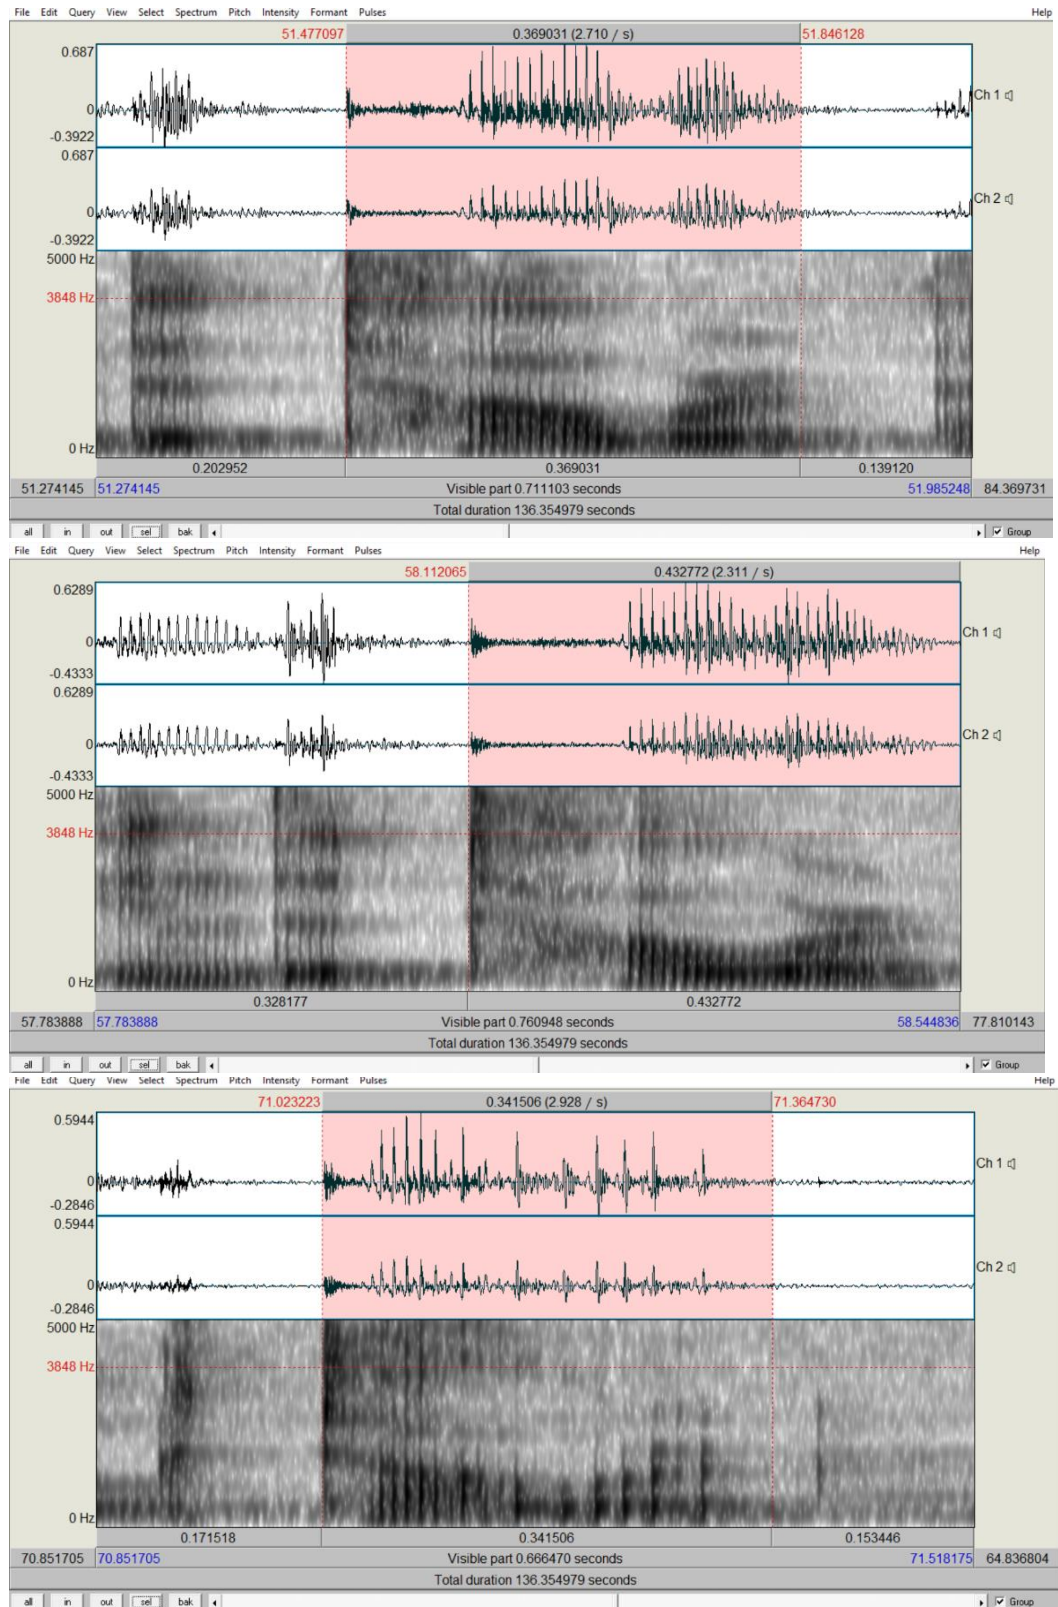 File Edit Query View Select Spectrum Pitch Intensity Formant Pulses Help
51.477097 0.369031 (2.710 / s) 51.846128
0.687
0 Ch 1
-0.3922
0.687
0 Ch 2
-0.3922
5000 Hz
3848 Hz
0 Hz
0.202952 0.369031 0.139120
51.274145 51.274145 Visible part 0.711103 seconds 51.985248 84.369731
Total duration 136.354979 seconds
all in out sel bak Group
File Edit Query View Select Spectrum Pitch Intensity Formant Pulses Help
58.112065 0.432772 (2.311 / s)
0.6289
0 Ch 1
-0.4333
0.6289
0 Ch 2
-0.4333
5000 Hz
3848 Hz
0 Hz
0.328177 0.432772
57.783888 57.783888 Visible part 0.760948 seconds 58.544836 77.810143
Total duration 136.354979 seconds
all in out sel bak Group
File Edit Query View Select Spectrum Pitch Intensity Formant Pulses Help
71.023223 0.341506 (2.928 / s) 71.364730
0.5944
0 Ch 1
-0.2846
0.5944
0 Ch 2
-0.2846
5000 Hz
3848 Hz
0 Hz
0.171518 0.341506 0.153446
70.851705 70.851705 Visible part 0.666470 seconds 71.518175 64.836804
Total duration 136.354979 seconds
all in out sel bak Group